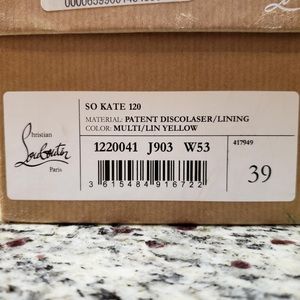 SO KATE 120
MATERIAL: PATENT DISCOLASER/LINING
COLOR: MULTI/LIN YELLOW
Christian
Louboutin
Paris
1220041 J903 W53
3 615484 916722
417949
39